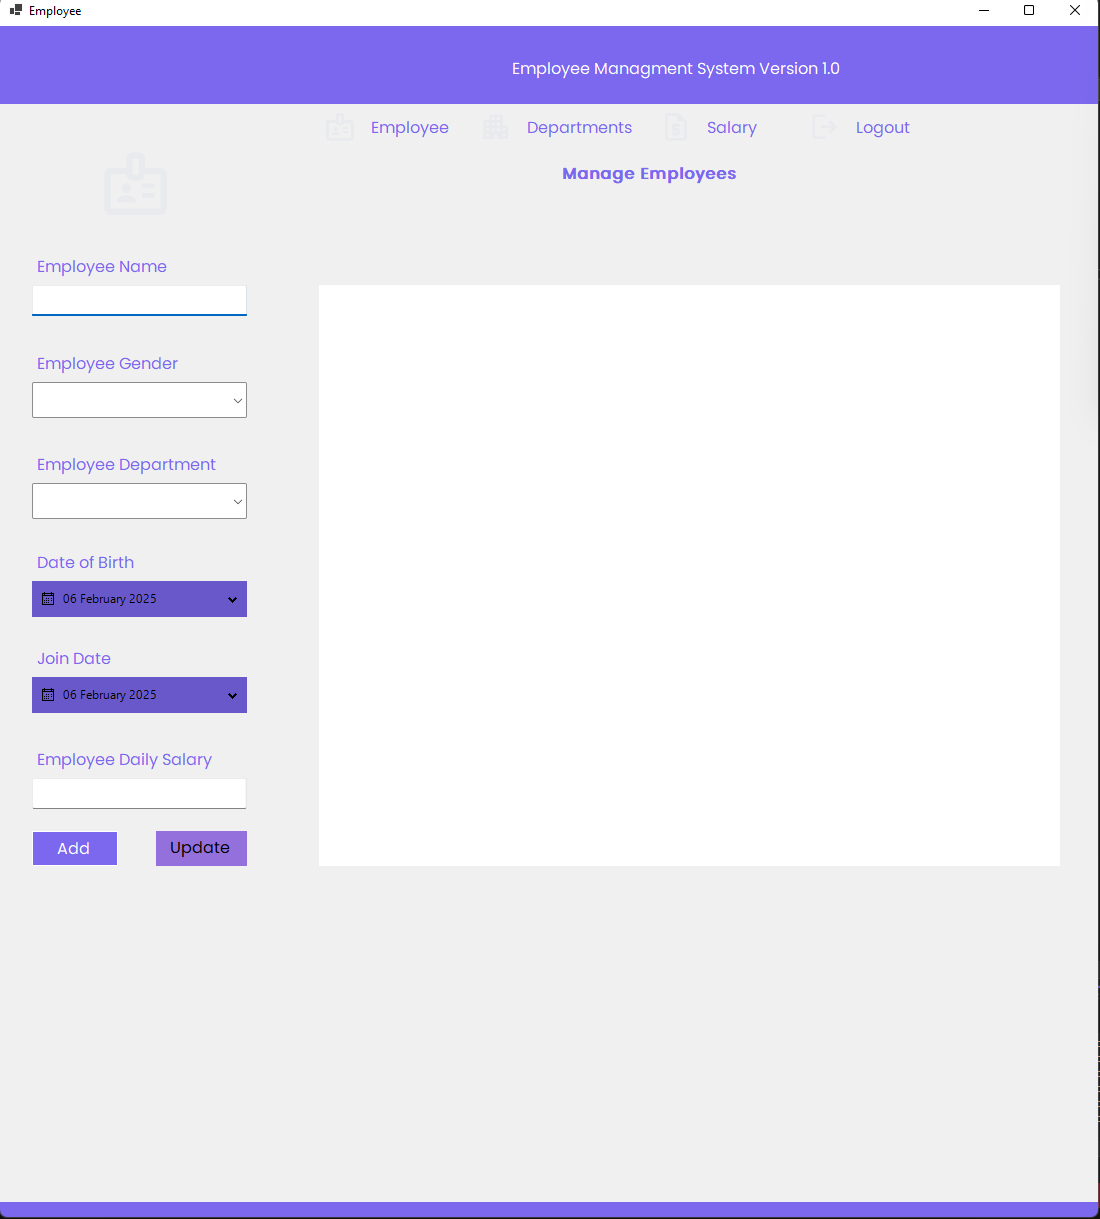 Employee
Employee Managment System Version 1.0
Employee Departments Salary Logout
Manage Employees
Employee Name
Employee Gender
Employee Department
Date of Birth
06 February 2025
Join Date
06 February 2025
Employee Daily Salary
Add Update